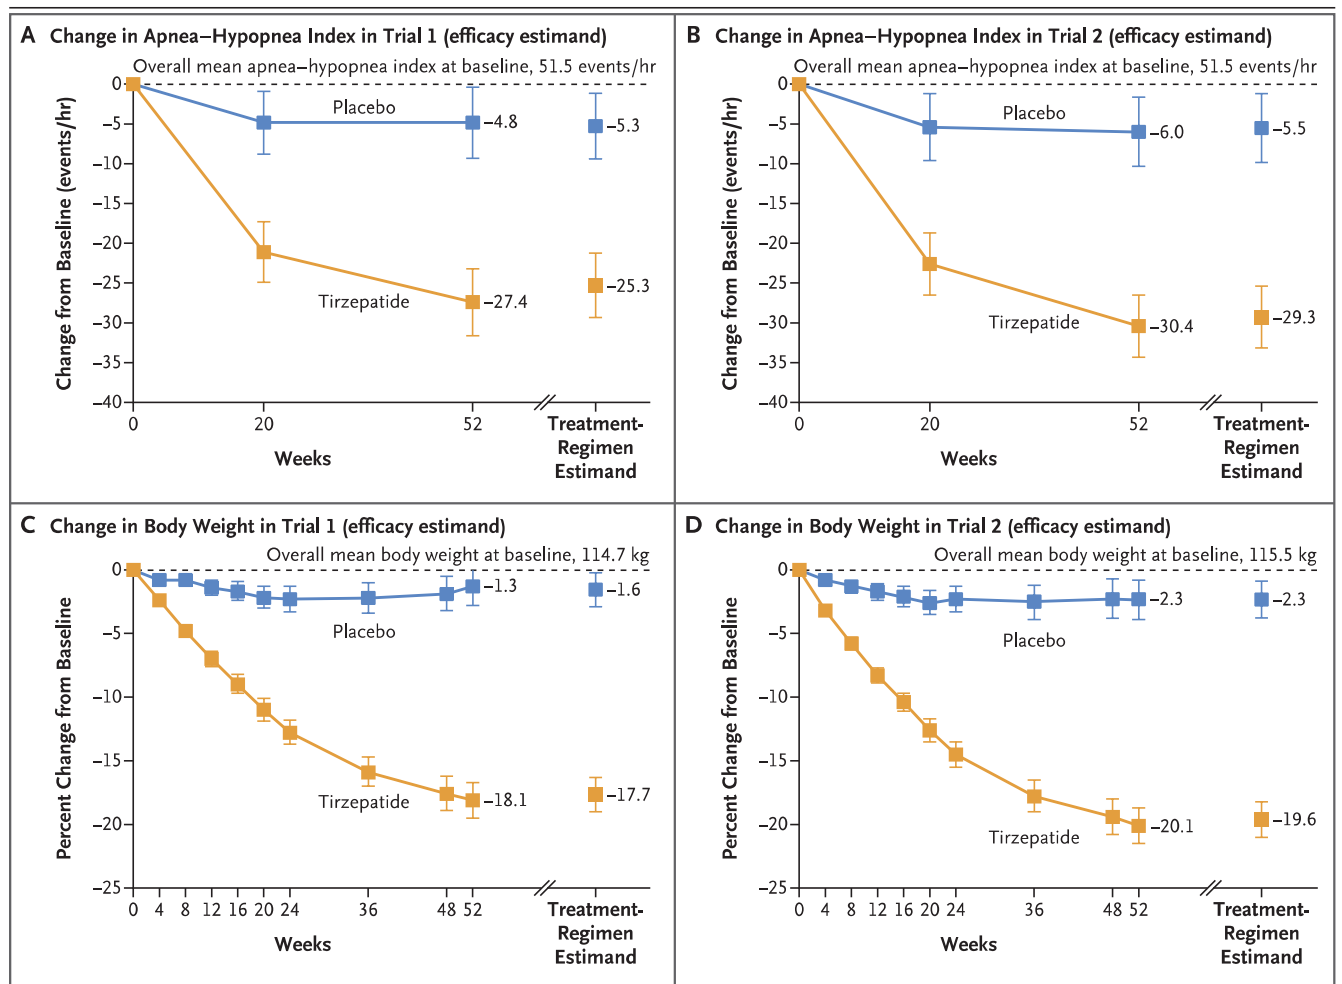 A Change in Apnea–Hypopnea Index in Trial 1 (efficacy estimand)
Overall mean apnea–hypopnea index at baseline, 51.5 events/hr
Change from Baseline (events/hr)
0
−5
−10
−15
−20
−25
−30
−35
−40
Placebo
−4.8
−5.3
Tirzepatide
−27.4
−25.3
0 20 52
Treatment-
Regimen
Estimand
Weeks
B Change in Apnea–Hypopnea Index in Trial 2 (efficacy estimand)
Overall mean apnea–hypopnea index at baseline, 51.5 events/hr
Change from Baseline (events/hr)
0
−5
−10
−15
−20
−25
−30
−35
−40
Placebo
−6.0
−5.5
Tirzepatide
−30.4
−29.3
0 20 52
Treatment-
Regimen
Estimand
Weeks
C Change in Body Weight in Trial 1 (efficacy estimand)
Overall mean body weight at baseline, 114.7 kg
Percent Change from Baseline
0
−5
−10
−15
−20
−25
−1.3
−1.6
Placebo
Tirzepatide
−18.1
−17.7
0 4 8 12 16 20 24 36 48 52
Treatment-
Regimen
Estimand
Weeks
D Change in Body Weight in Trial 2 (efficacy estimand)
Overall mean body weight at baseline, 115.5 kg
Percent Change from Baseline
0
−5
−10
−15
−20
−25
−2.3
−2.3
Placebo
Tirzepatide
−20.1
−19.6
0 4 8 12 16 20 24 36 48 52
Treatment-
Regimen
Estimand
Weeks